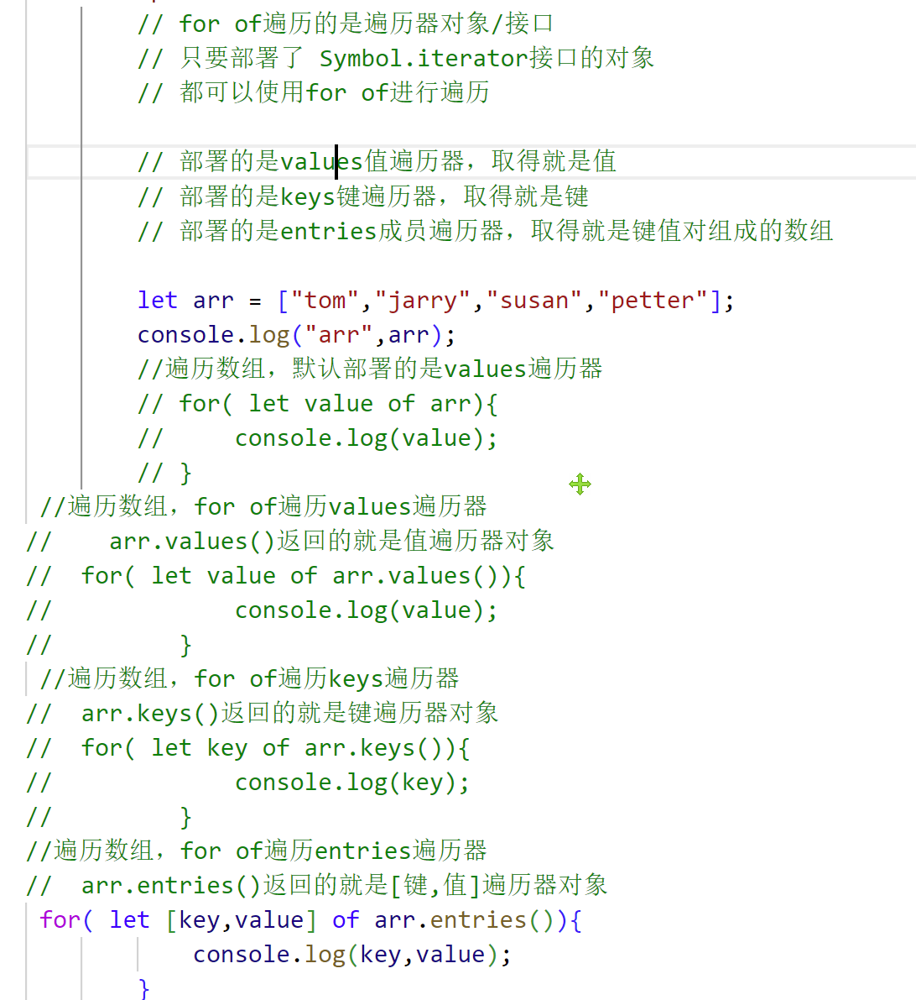 // for of遍历的是遍历器对象/接口
// 只要部署了 Symbol.iterator接口的对象
// 都可以使用for of进行遍历
// 部署的是values值遍历器，取得就是值
// 部署的是keys键遍历器，取得就是键
// 部署的是entries成员遍历器，取得就是键值对组成的数组
let arr = ["tom","jarry","susan","petter"];
console.log("arr",arr);
//遍历数组，默认部署的是values遍历器
// for( let value of arr){
//     console.log(value);
// }
//遍历数组，for of遍历values遍历器
//    arr.values()返回的就是值遍历器对象
//  for( let value of arr.values()){
//             console.log(value);
//         }
//遍历数组，for of遍历keys遍历器
//  arr.keys()返回的就是键遍历器对象
//  for( let key of arr.keys()){
//             console.log(key);
//         }
//遍历数组，for of遍历entries遍历器
//  arr.entries()返回的就是[键,值]遍历器对象
for( let [key,value] of arr.entries()){
console.log(key,value);
}